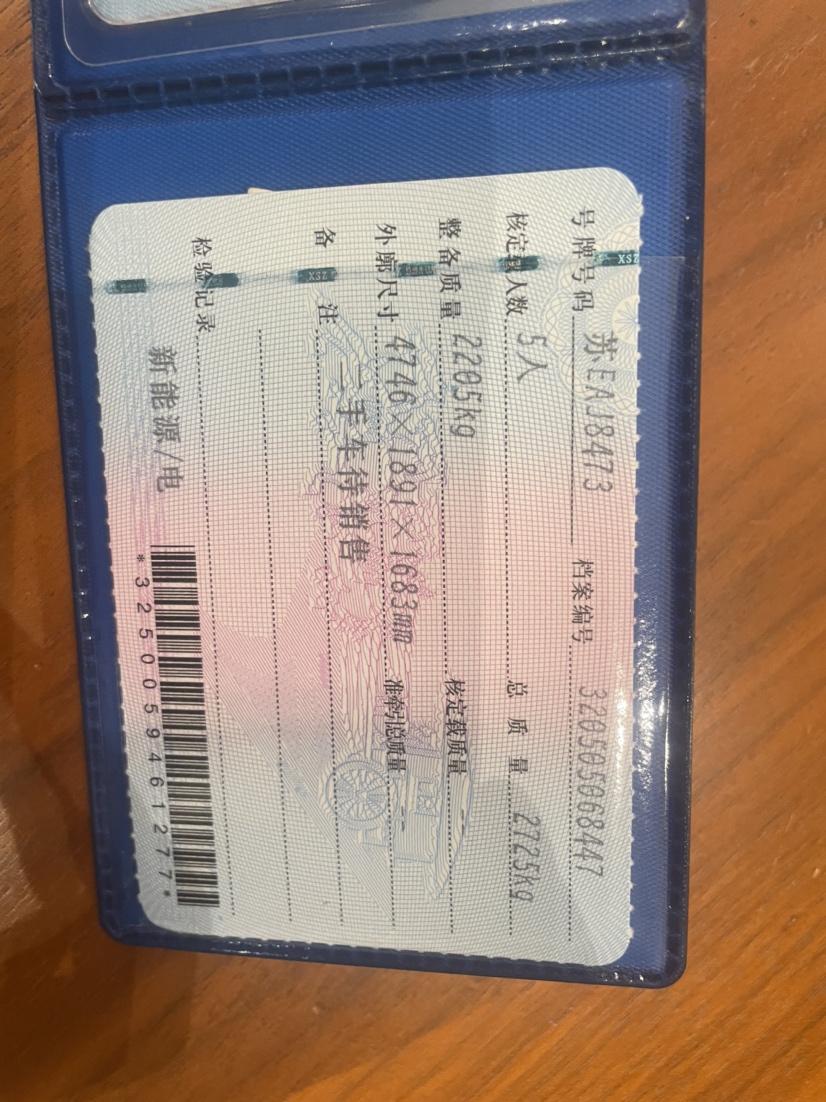 号牌号码 苏EAJ8473 档案编号 320505068447
核定载人数 5人 总质量 2725kg
整备质量 2205kg 核定载质量 --
外廓尺寸 4746×1891×1683mm 准牵引总质量 --
备注 二手车待销售
检验记录
新能源/电
*3250059461277*